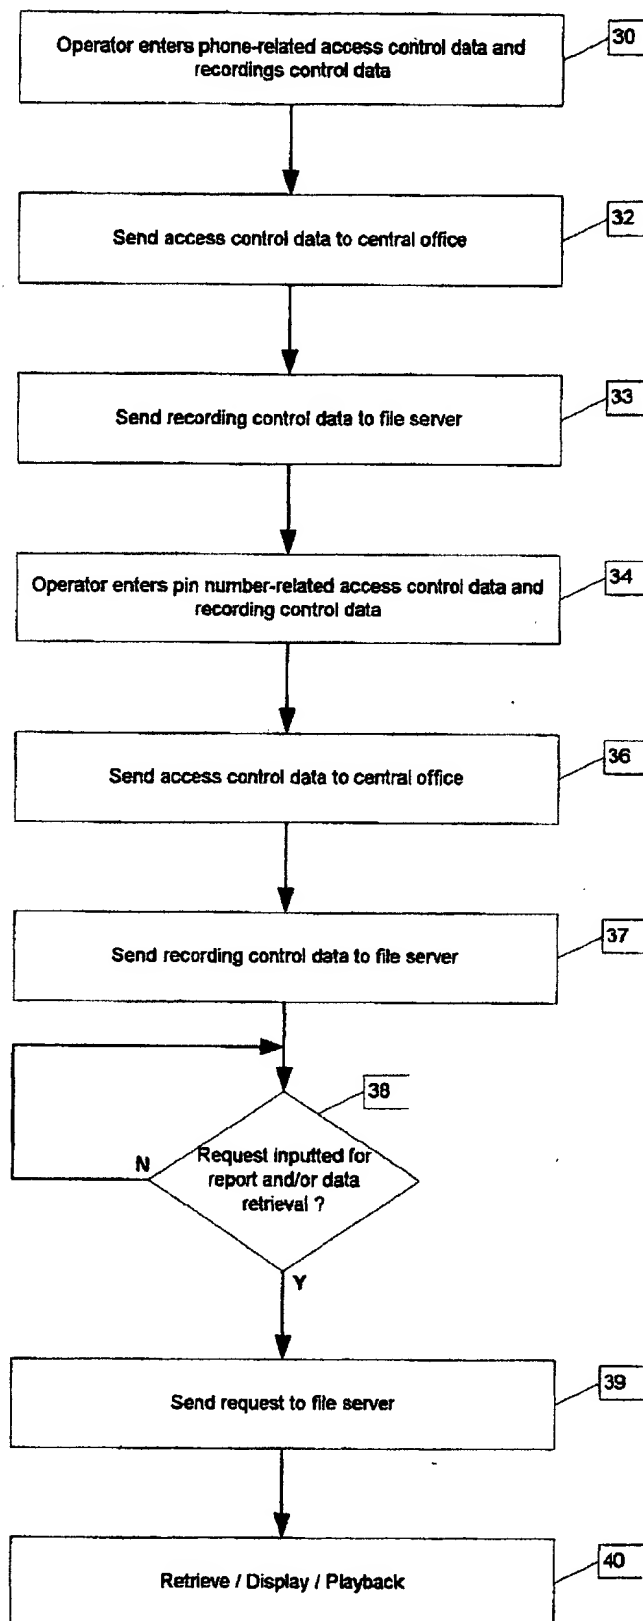 Operator enters phone-related access control data and
recordings control data
30
Send access control data to central office
32
Send recording control data to file server
33
Operator enters pin number-related access control data and
recording control data
34
Send access control data to central office
36
Send recording control data to file server
37
38
Request inputted for
report and/or data
retrieval ?
N
Y
Send request to file server
39
Retrieve / Display / Playback
40